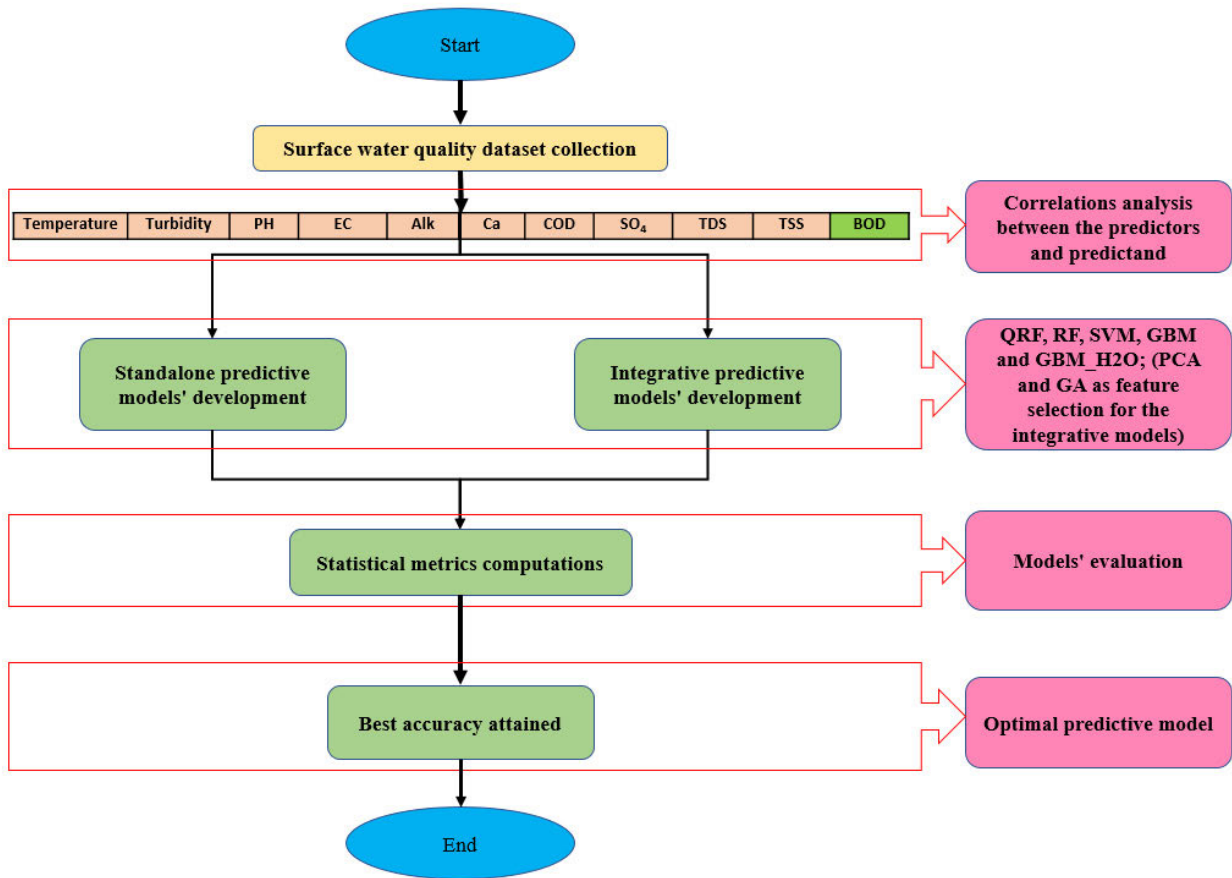 Start
Surface water quality dataset collection
Temperature Turbidity PH EC Alk Ca COD SO₄ TDS TSS BOD
Correlations analysis
between the predictors
and predictand
Standalone predictive
models' development
Integrative predictive
models' development
QRF, RF, SVM, GBM
and GBM_H2O; (PCA
and GA as feature
selection for the
integrative models)
Statistical metrics computations
Models' evaluation
Best accuracy attained
Optimal predictive model
End